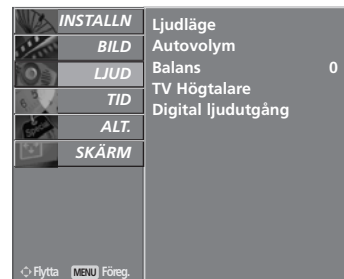 INSTALLN
BILD
LJUD
TID
ALT.
SKÄRM
Ljudläge
Autovolym
Balans 0
TV Högtalare
Digital ljudutgång
Flytta MENU Föreg.